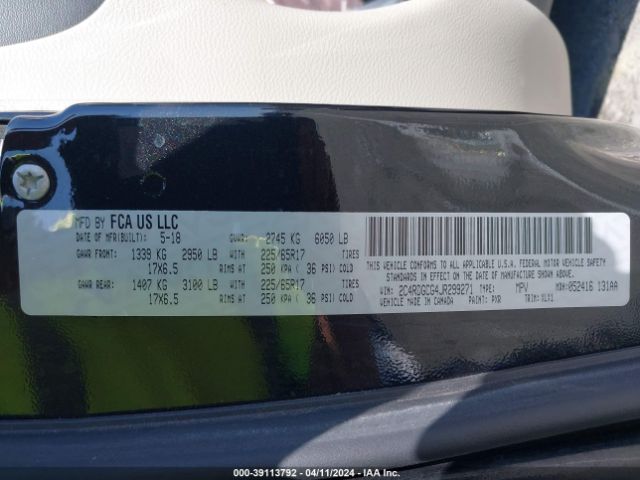 MFD BY FCA US LLC
DATE OF MFR(BUILT): 5-18 GVWR: 2745 KG 6050 LB
GAWR FRONT: 1339 KG 2950 LB WITH 225/65R17 TIRES
17X6.5 RIMS AT 250 KPA ( 36 PSI) COLD
GAWR REAR: 1407 KG 3100 LB WITH 225/65R17 TIRES
17X6.5 RIMS AT 250 KPA ( 36 PSI) COLD
THIS VEHICLE CONFORMS TO ALL APPLICABLE U.S. FEDERAL MOTOR VEHICLE SAFETY
STANDARDS IN EFFECT ON THE DATE OF MANUFACTURE SHOWN ABOVE.
VIN: 2C4RDGCG4JR299271 TYPE: MPV MDH: 052416 131AA
VEHICLE MADE IN CANADA PAINT: PXR TRIM:
000-39113792 - 04/11/2024 - IAA Inc.